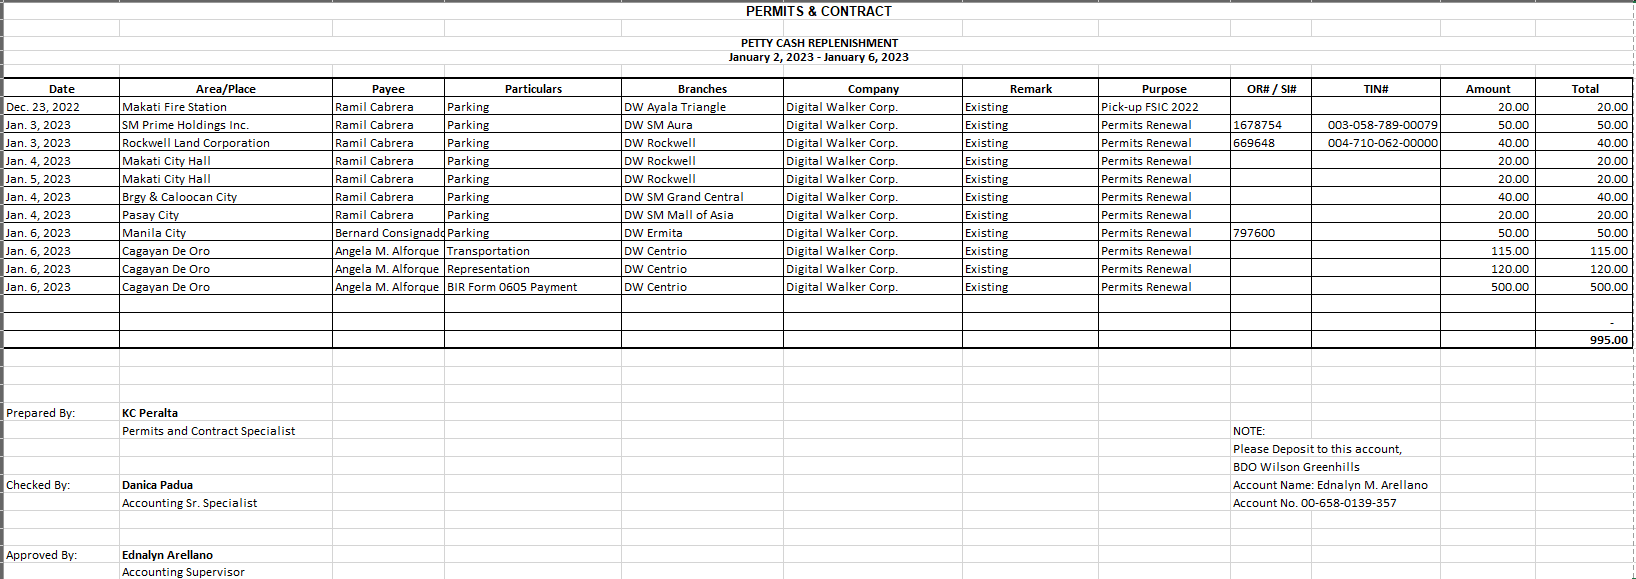 PERMITS & CONTRACT
PETTY CASH REPLENISHMENT
January 2, 2023 - January 6, 2023
Date Area/Place Payee Particulars Branches Company Remark Purpose OR# / SI# TIN# Amount Total
Dec. 23, 2022 Makati Fire Station Ramil Cabrera Parking DW Ayala Triangle Digital Walker Corp. Existing Pick-up FSIC 2022 20.00 20.00
Jan. 3, 2023 SM Prime Holdings Inc. Ramil Cabrera Parking DW SM Aura Digital Walker Corp. Existing Permits Renewal 1678754 003-058-789-00079 50.00 50.00
Jan. 3, 2023 Rockwell Land Corporation Ramil Cabrera Parking DW Rockwell Digital Walker Corp. Existing Permits Renewal 669648 004-710-062-00000 40.00 40.00
Jan. 4, 2023 Makati City Hall Ramil Cabrera Parking DW Rockwell Digital Walker Corp. Existing Permits Renewal 20.00 20.00
Jan. 5, 2023 Makati City Hall Ramil Cabrera Parking DW Rockwell Digital Walker Corp. Existing Permits Renewal 20.00 20.00
Jan. 4, 2023 Brgy & Caloocan City Ramil Cabrera Parking DW SM Grand Central Digital Walker Corp. Existing Permits Renewal 40.00 40.00
Jan. 4, 2023 Pasay City Ramil Cabrera Parking DW SM Mall of Asia Digital Walker Corp. Existing Permits Renewal 20.00 20.00
Jan. 6, 2023 Manila City Bernard Consignado Parking DW Ermita Digital Walker Corp. Existing Permits Renewal 797600 50.00 50.00
Jan. 6, 2023 Cagayan De Oro Angela M. Alforque Transportation DW Centrio Digital Walker Corp. Existing Permits Renewal 115.00 115.00
Jan. 6, 2023 Cagayan De Oro Angela M. Alforque Representation DW Centrio Digital Walker Corp. Existing Permits Renewal 120.00 120.00
Jan. 6, 2023 Cagayan De Oro Angela M. Alforque BIR Form 0605 Payment DW Centrio Digital Walker Corp. Existing Permits Renewal 500.00 500.00
-
995.00
Prepared By: KC Peralta
Permits and Contract Specialist
NOTE:
Please Deposit to this account,
BDO Wilson Greenhills
Checked By: Danica Padua
Account Name: Ednalyn M. Arellano
Accounting Sr. Specialist
Account No. 00-658-0139-357
Approved By: Ednalyn Arellano
Accounting Supervisor